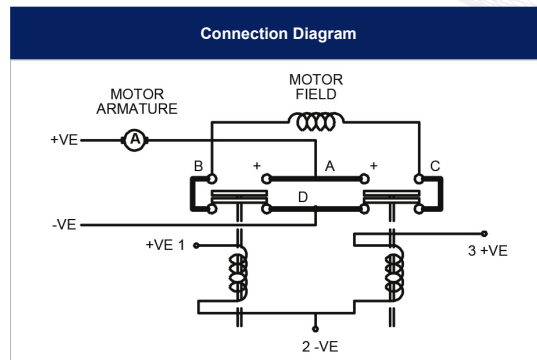 Connection Diagram
MOTOR
FIELD
MOTOR
ARMATURE
+VE
A
B
+
A
+
C
D
-VE
+VE 1
3 +VE
2 -VE